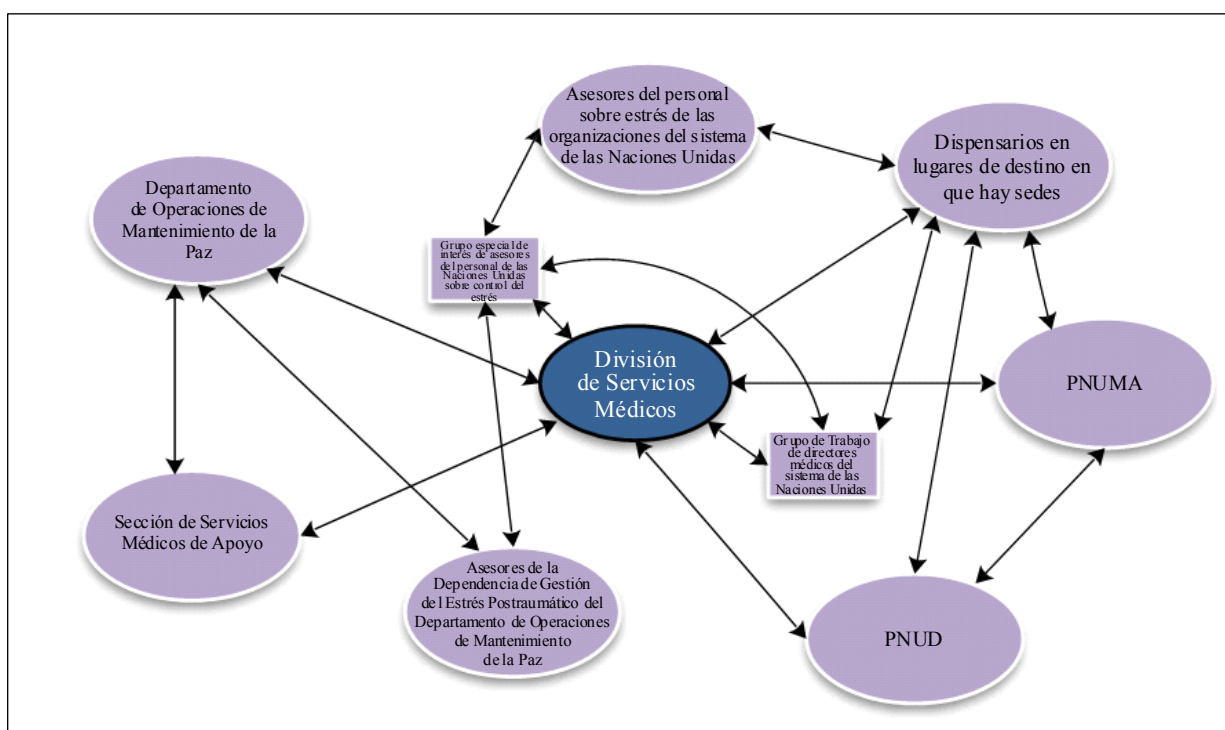 Asesores del personal
sobre estrés de las
organizaciones del sistema
de las Naciones Unidas
Dispensarios en
lugares de destino en
que hay sedes
Departamento
de Operaciones de
Mantenimiento de la
Paz
Grupo especial de
interés de asesores
del personal de las
Naciones Unidas
sobre control del
estrés
División
de Servicios
Médicos
PNUMA
Grupo de Trabajo
de directores
médicos del
sistema de las
Naciones Unidas
Sección de Servicios
Médicos de Apoyo
Asesores de la
Dependencia de Gestión
del Estrés Postraumático del
Departamento de Operaciones
de Mantenimiento
de la Paz
PNUD